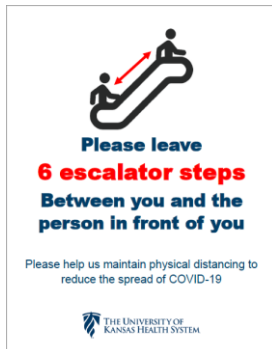 Please leave
6 escalator steps
Between you and the
person in front of you
Please help us maintain physical distancing to
reduce the spread of COVID-19
THE UNIVERSITY OF
KANSAS HEALTH SYSTEM